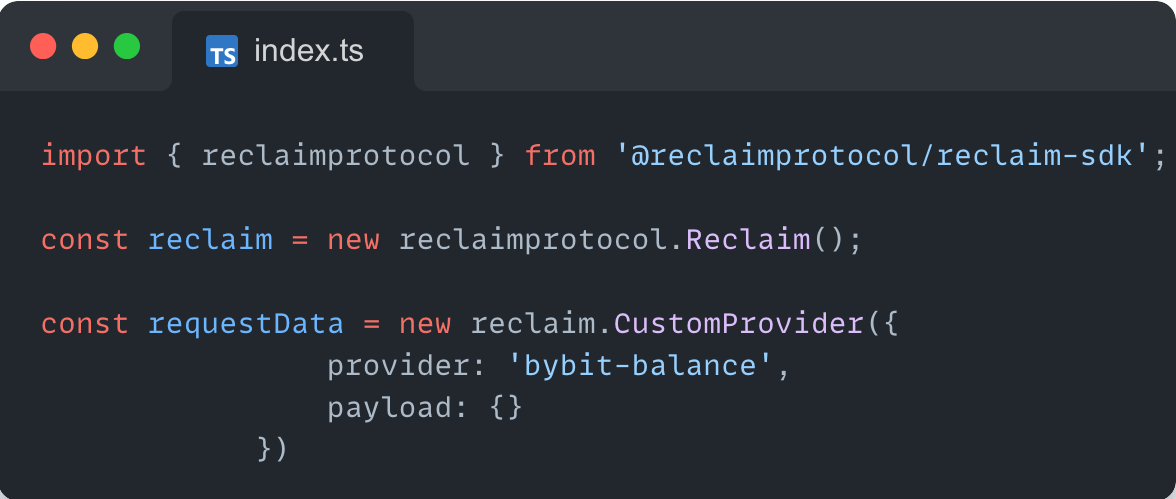 TS index.ts
import { reclaimprotocol } from '@reclaimprotocol/reclaim-sdk';
const reclaim = new reclaimprotocol.Reclaim();
const requestData = new reclaim.CustomProvider({
provider: 'bybit-balance',
payload: {}
})